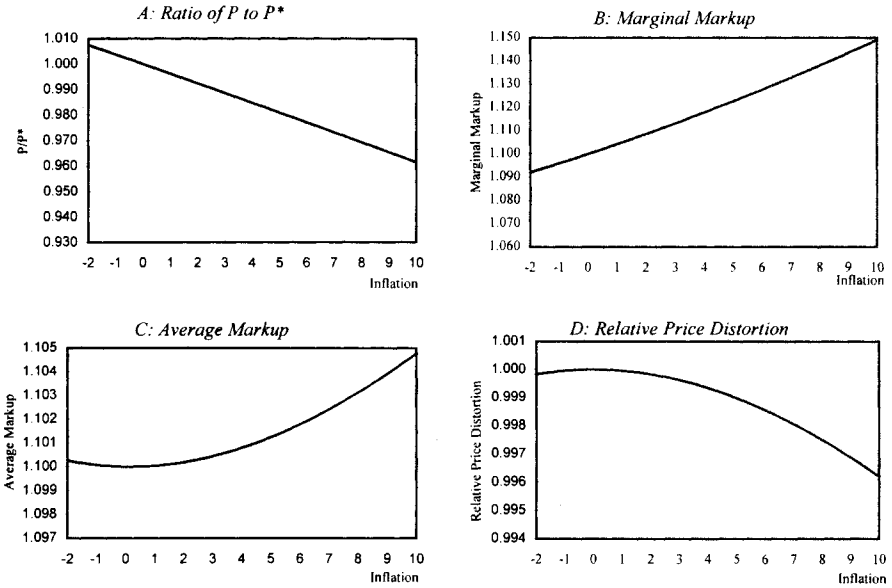 A: Ratio of P to P*
1.010
1.000
0.990
0.980
0.970
0.960
0.950
0.940
0.930
P/P*
-2 -1 0 1 2 3 4 5 6 7 8 9 10
Inflation
B: Marginal Markup
1.150
1.150
1.130
1.120
1.110
1.100
1.090
1.080
1.070
1.060
Marginal Markup
-2 -1 0 1 2 3 4 5 6 7 8 9 10
Inflation
C: Average Markup
1.105
1.104
1.103
1.102
1.101
1.100
1.099
1.098
1.097
Average Markup
-2 -1 0 1 2 3 4 5 6 7 8 9 10
Inflation
D: Relative Price Distortion
1.001
1.000
0.999
0.998
0.997
0.996
0.995
0.994
Relative Price Distortion
-2 -1 0 1 2 3 4 5 6 7 8 9 10
Inflation